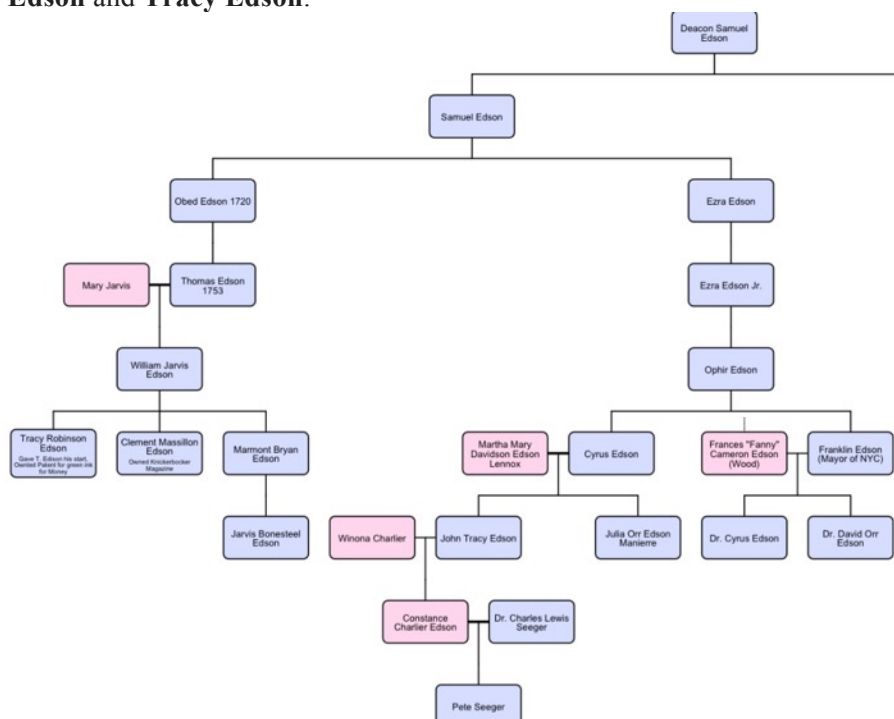 Edson and Tracy Edson.
Deacon Samuel
Edson
Samuel Edson
Obed Edson 1720
Ezra Edson
Mary Jarvis
Thomas Edson
1753
Ezra Edson Jr.
William Jarvis
Edson
Ophir Edson
Tracy Robinson
Edson
Gave T. Edson his start,
Ownted Patent for green ink
for Money
Clement Massillon
Edson
Owned Knickerbocker
Magazine
Marmont Bryan
Edson
Martha Mary
Davidson Edson
Lennox
Cyrus Edson
Frances "Fanny"
Cameron Edson
(Wood)
Franklin Edson
(Mayor of NYC)
Jarvis Bonesteel
Edson
Winona Charlier
John Tracy Edson
Julia Orr Edson
Manierre
Dr. Cyrus Edson
Dr. David Orr
Edson
Constance
Charlier Edson
Dr. Charles Lewis
Seeger
Pete Seeger